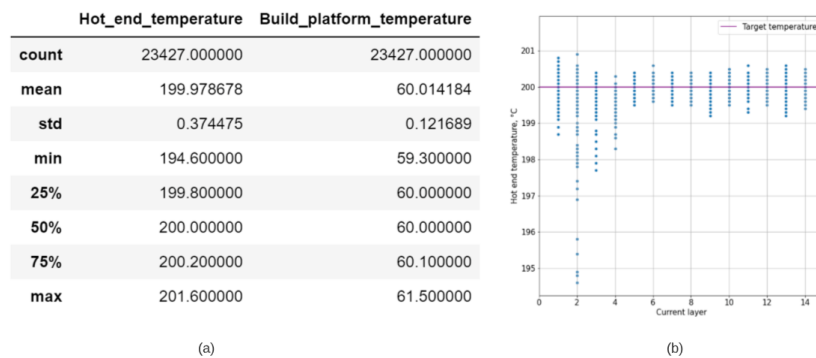 Hot_end_temperature Build_platform_temperature
count 23427.000000 23427.000000
mean 199.978678 60.014184
std 0.374475 0.121689
min 194.600000 59.300000
25% 199.800000 60.000000
50% 200.000000 60.000000
75% 200.200000 60.100000
max 201.600000 61.500000
(a)
Target temperature
201
200
199
198
197
196
195
Hot end temperature, °C
0 2 4 6 8 10 12 14
Current layer
(b)